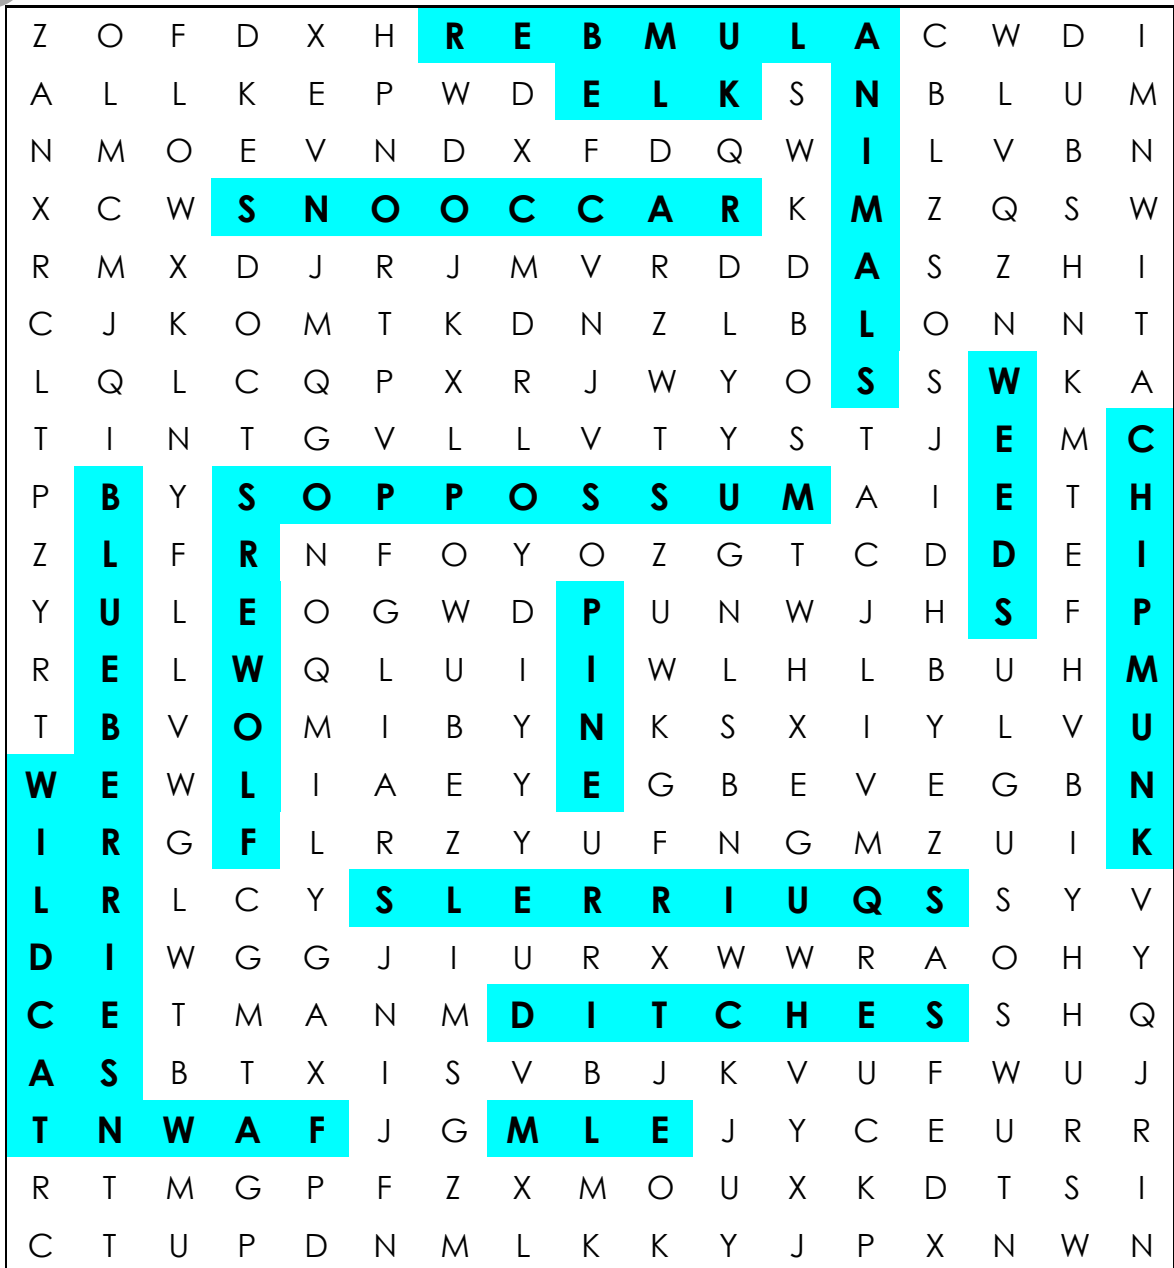 Z O F D X H R E B M U L A C W D I
A L L K E P W D E L K S N B L U M
N M O E V N D X F D Q W I L V B N
X C W S N O O C C A R K M Z Q S W
R M X D J R J M V R D D A S Z H I
C J K O M T K D N Z L B L O N N T
L Q L C Q P X R J W Y O S S W K A
T I N T G V L L V T Y S T J E M C
P B Y S O P P O S S U M A I E T H
Z L F R N F O Y O Z G T C D D E I
Y U L E O G W D P U N W J H S F P
R E L W Q L U I I W L H L B U H M
T B V O M I B Y N K S X I Y L V U
W E W L I A E Y E G B E V E G B N
I R G F L R Z Y U F N G M Z U I K
L R L C Y S L E R R I U Q S S Y V
D I W G G J I U R X W W R A O H Y
C E T M A N M D I T C H E S S H Q
A S B T X I S V B J K V U F W U J
T N W A F J G M L E J Y C E U R R
R T M G P F Z X M O U X K D T S I
C T U P D N M L K K Y J P X N W N